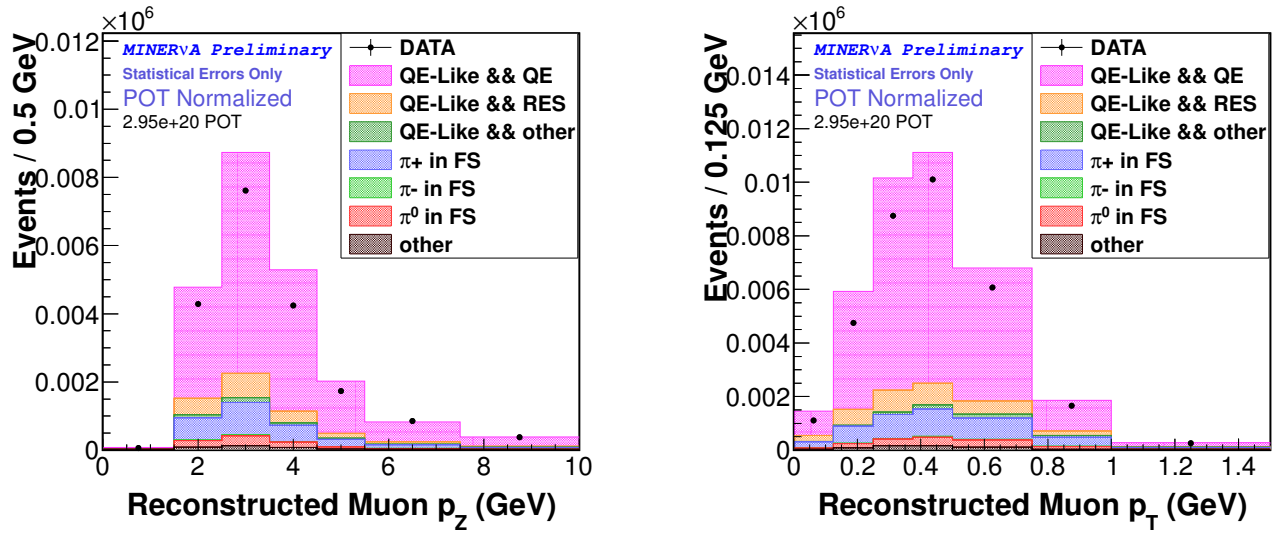 ×10⁶
Events / 0.5 GeV
0.012
0.01
0.008
0.006
0.004
0.002
0
MINERνA Preliminary
Statistical Errors Only
POT Normalized
2.95e+20 POT
DATA
QE-Like && QE
QE-Like && RES
QE-Like && other
π+ in FS
π- in FS
π⁰ in FS
other
0 2 4 6 8 10
Reconstructed Muon p_Z (GeV)
×10⁶
Events / 0.125 GeV
0.014
0.012
0.01
0.008
0.006
0.004
0.002
0
MINERνA Preliminary
Statistical Errors Only
POT Normalized
2.95e+20 POT
DATA
QE-Like && QE
QE-Like && RES
QE-Like && other
π+ in FS
π- in FS
π⁰ in FS
other
0 0.2 0.4 0.6 0.8 1 1.2 1.4
Reconstructed Muon p_T (GeV)